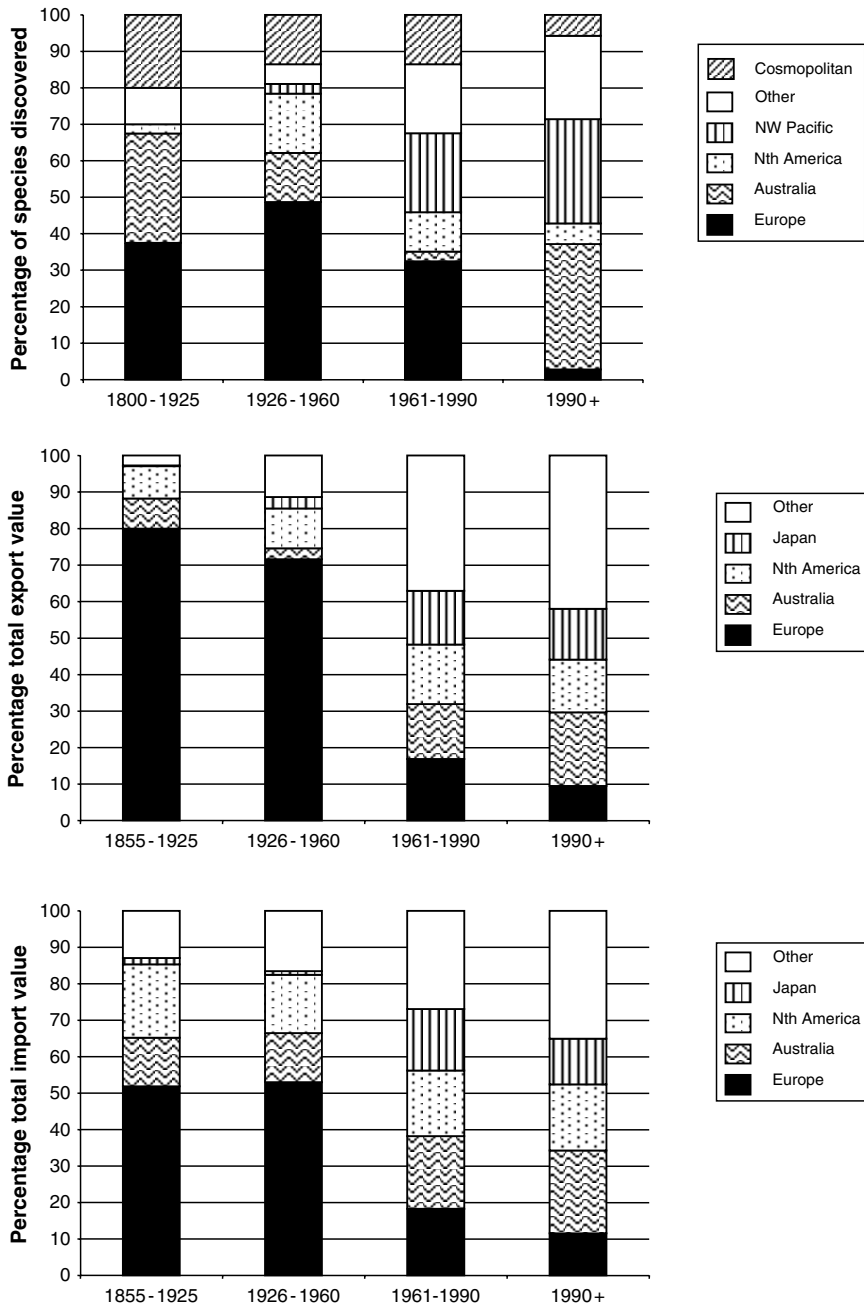 Percentage of species discovered
100
90
80
70
60
50
40
30
20
10
0
1800-1925 1926-1960 1961-1990 1990+
Cosmopolitan
Other
NW Pacific
Nth America
Australia
Europe
Percentage total export value
100
90
80
70
60
50
40
30
20
10
0
1855-1925 1926-1960 1961-1990 1990+
Other
Japan
Nth America
Australia
Europe
Percentage total import value
100
90
80
70
60
50
40
30
20
10
0
1855-1925 1926-1960 1961-1990 1990+
Other
Japan
Nth America
Australia
Europe